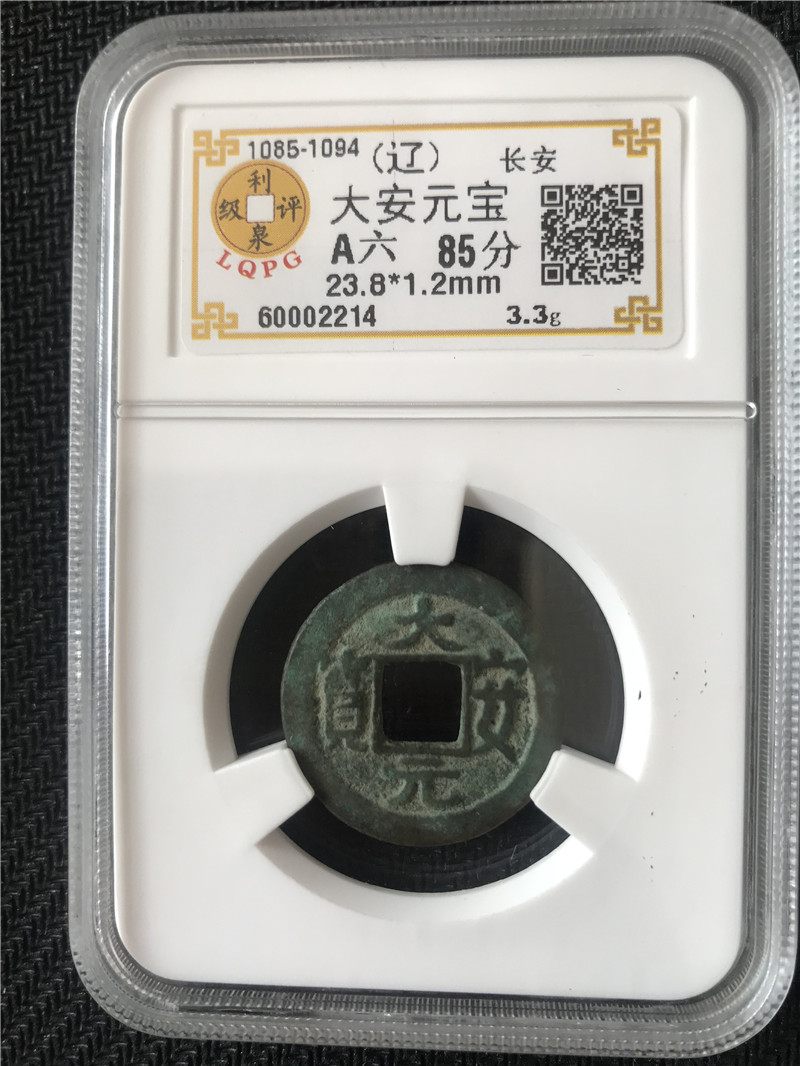 1085-1094 (辽) 长安
利泉评级
大安元宝
A六 85分
LQPG
23.8*1.2mm
60002214 3.3g
大安元寳